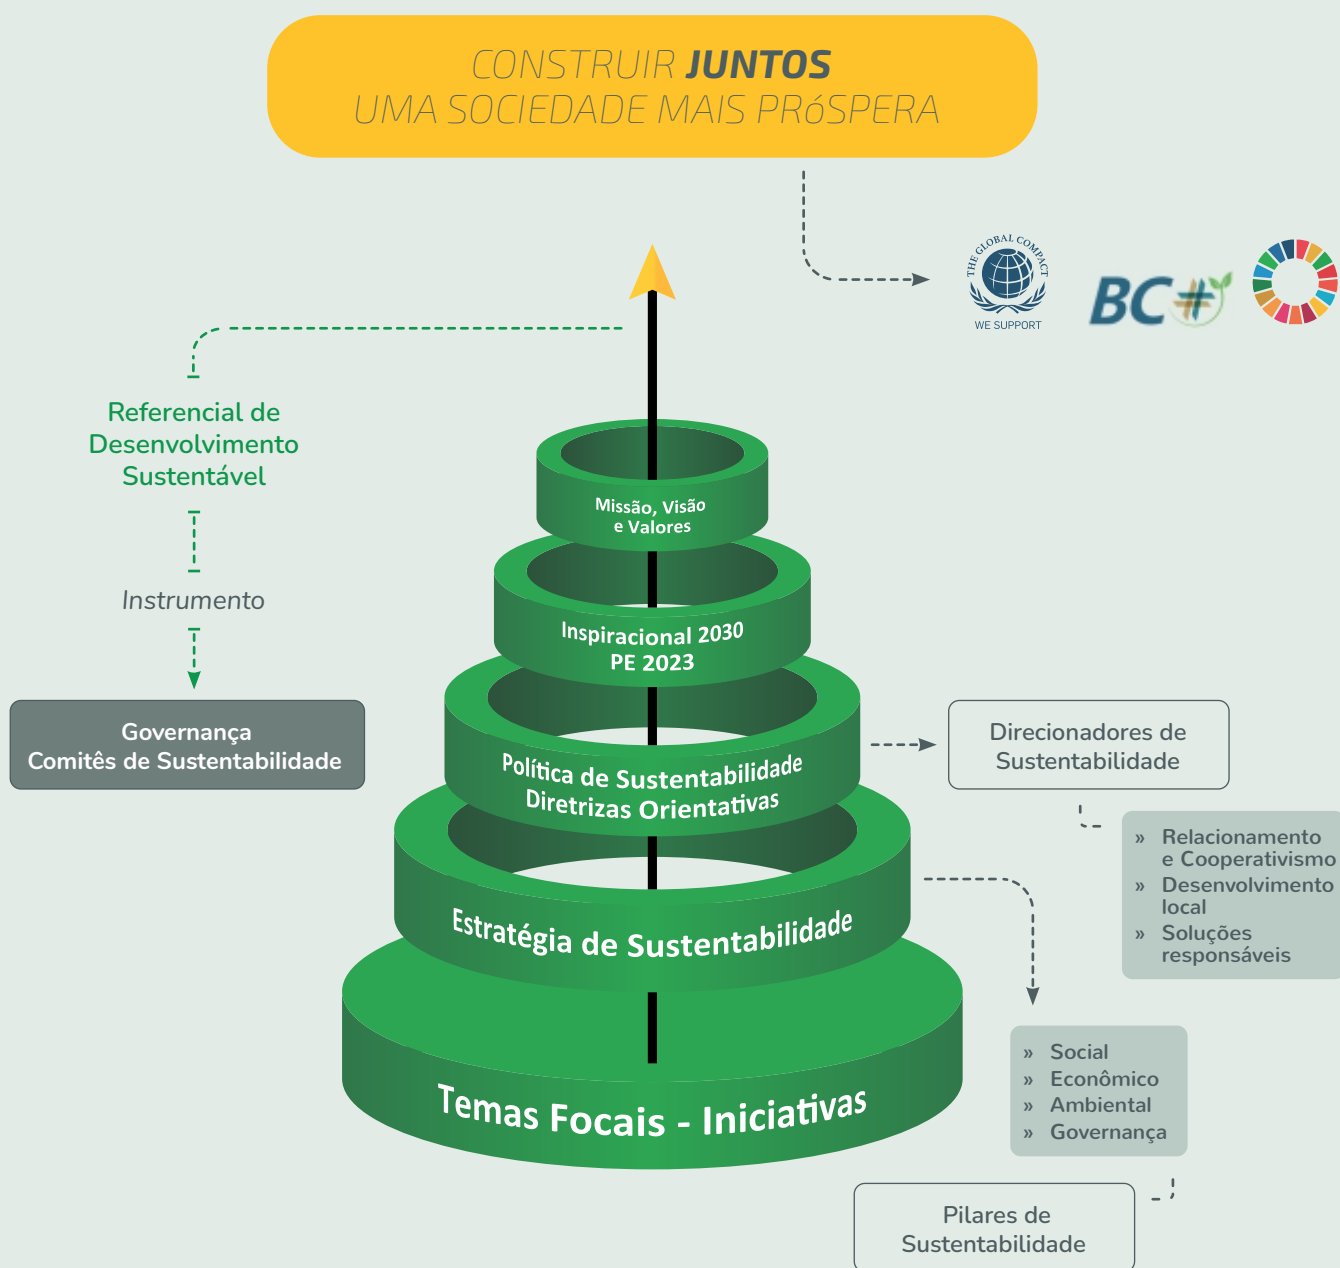 CONSTRUIR JUNTOS
UMA SOCIEDADE MAIS PRóSPERA
THE GLOBAL COMPACT
WE SUPPORT
BC#
Referencial de
Desenvolvimento
Sustentável
Instrumento
Governança
Comitês de Sustentabilidade
Missão, Visão
e Valores
Inspiracional 2030
PE 2023
Política de Sustentabilidade
Diretrizas Orientativas
Estratégia de Sustentabilidade
Temas Focais - Iniciativas
Direcionadores de
Sustentabilidade
» Relacionamento
e Cooperativismo
» Desenvolvimento
local
» Soluções
responsáveis
» Social
» Econômico
» Ambiental
» Governança
Pilares de
Sustentabilidade